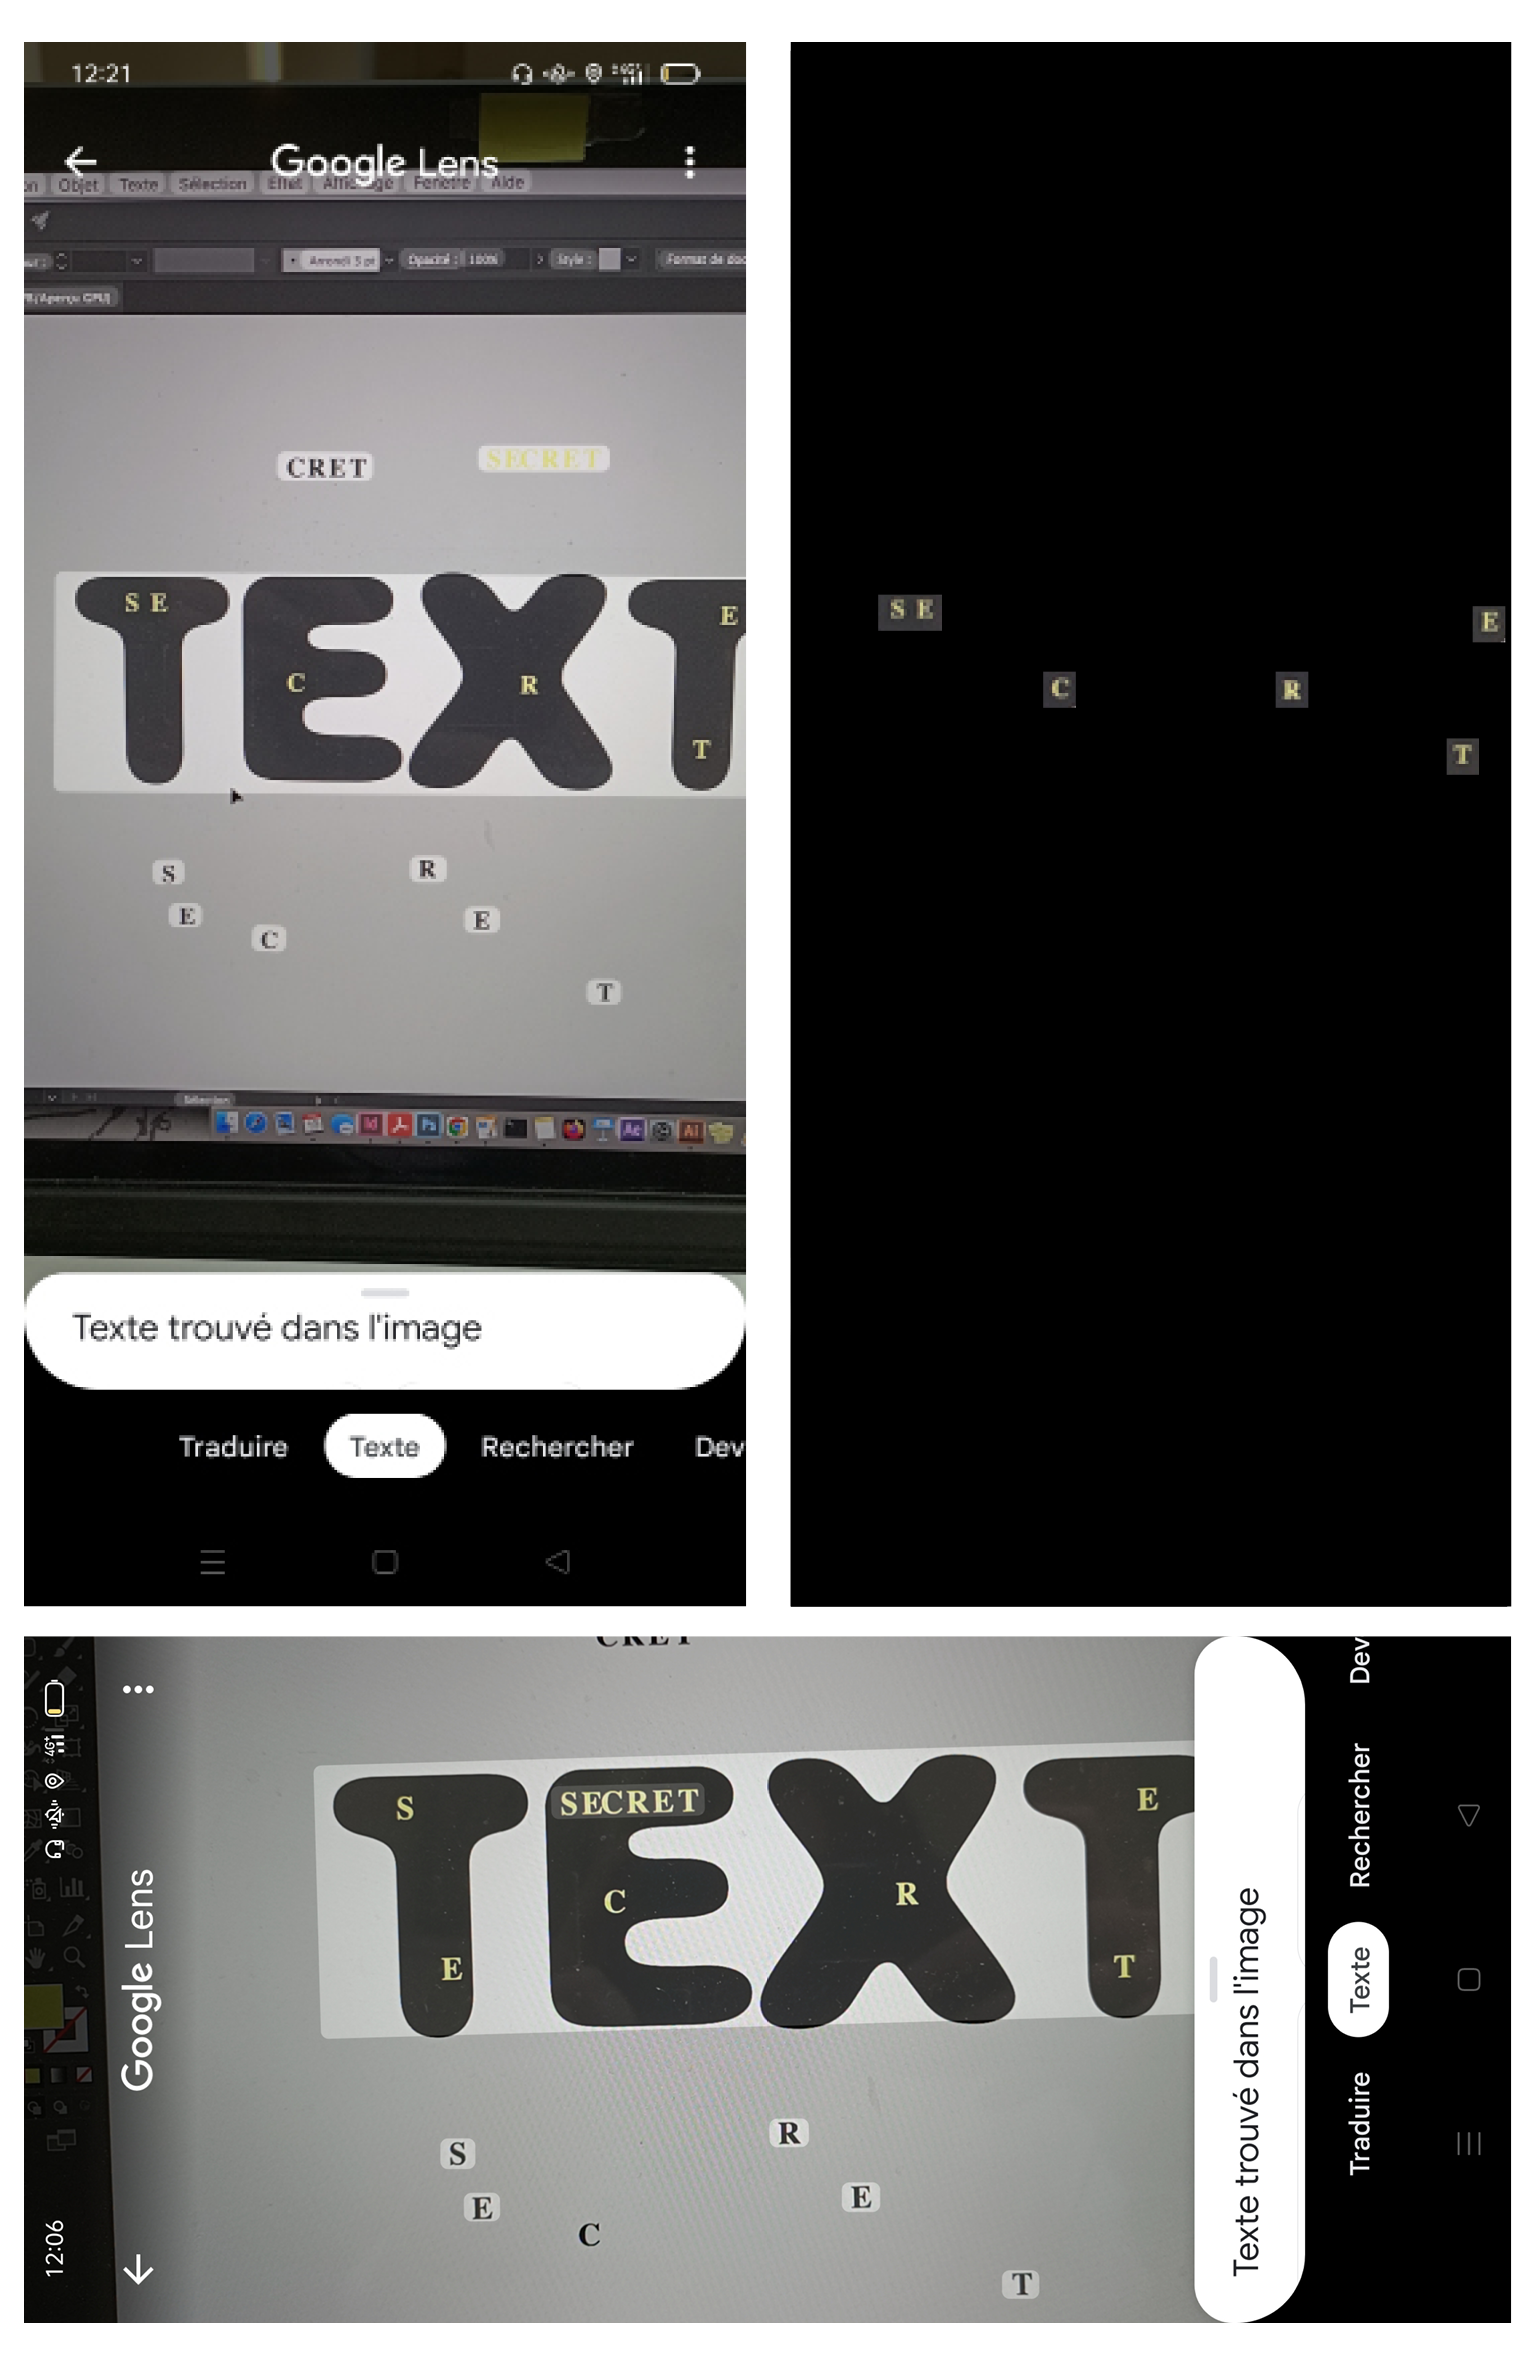 12:21
Google Lens
on Objet Texte Sélection Effet Affichage Fenêtre Aide
Arrondi 5 pt Opacité : 100% Style : Format de doc
/Aperçu GPU)
CRET SECRET
TEXT
S E
E
C
R
T
S
R
E
E
C
T
Sélection
Texte trouvé dans l'image
Traduire Texte Rechercher Dev
S E
E
C
R
T
12:06
4G+
Google Lens
CRET
TEXT
S
SECRET
E
C
R
E
T
S
R
E
E
C
T
Texte trouvé dans l'image
Traduire Texte Rechercher Dev